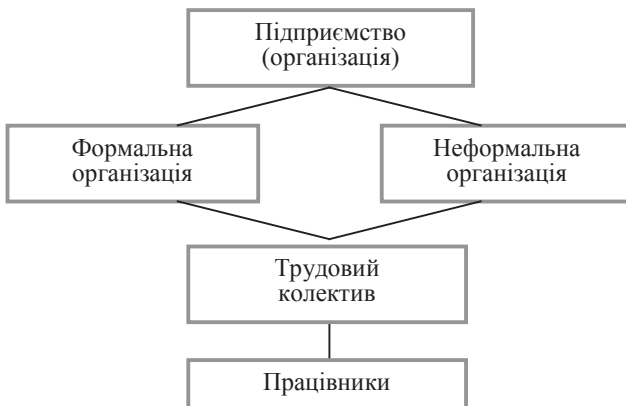 Підприємство
(організація)
Формальна
організація
Неформальна
організація
Трудовий
колектив
Працівники